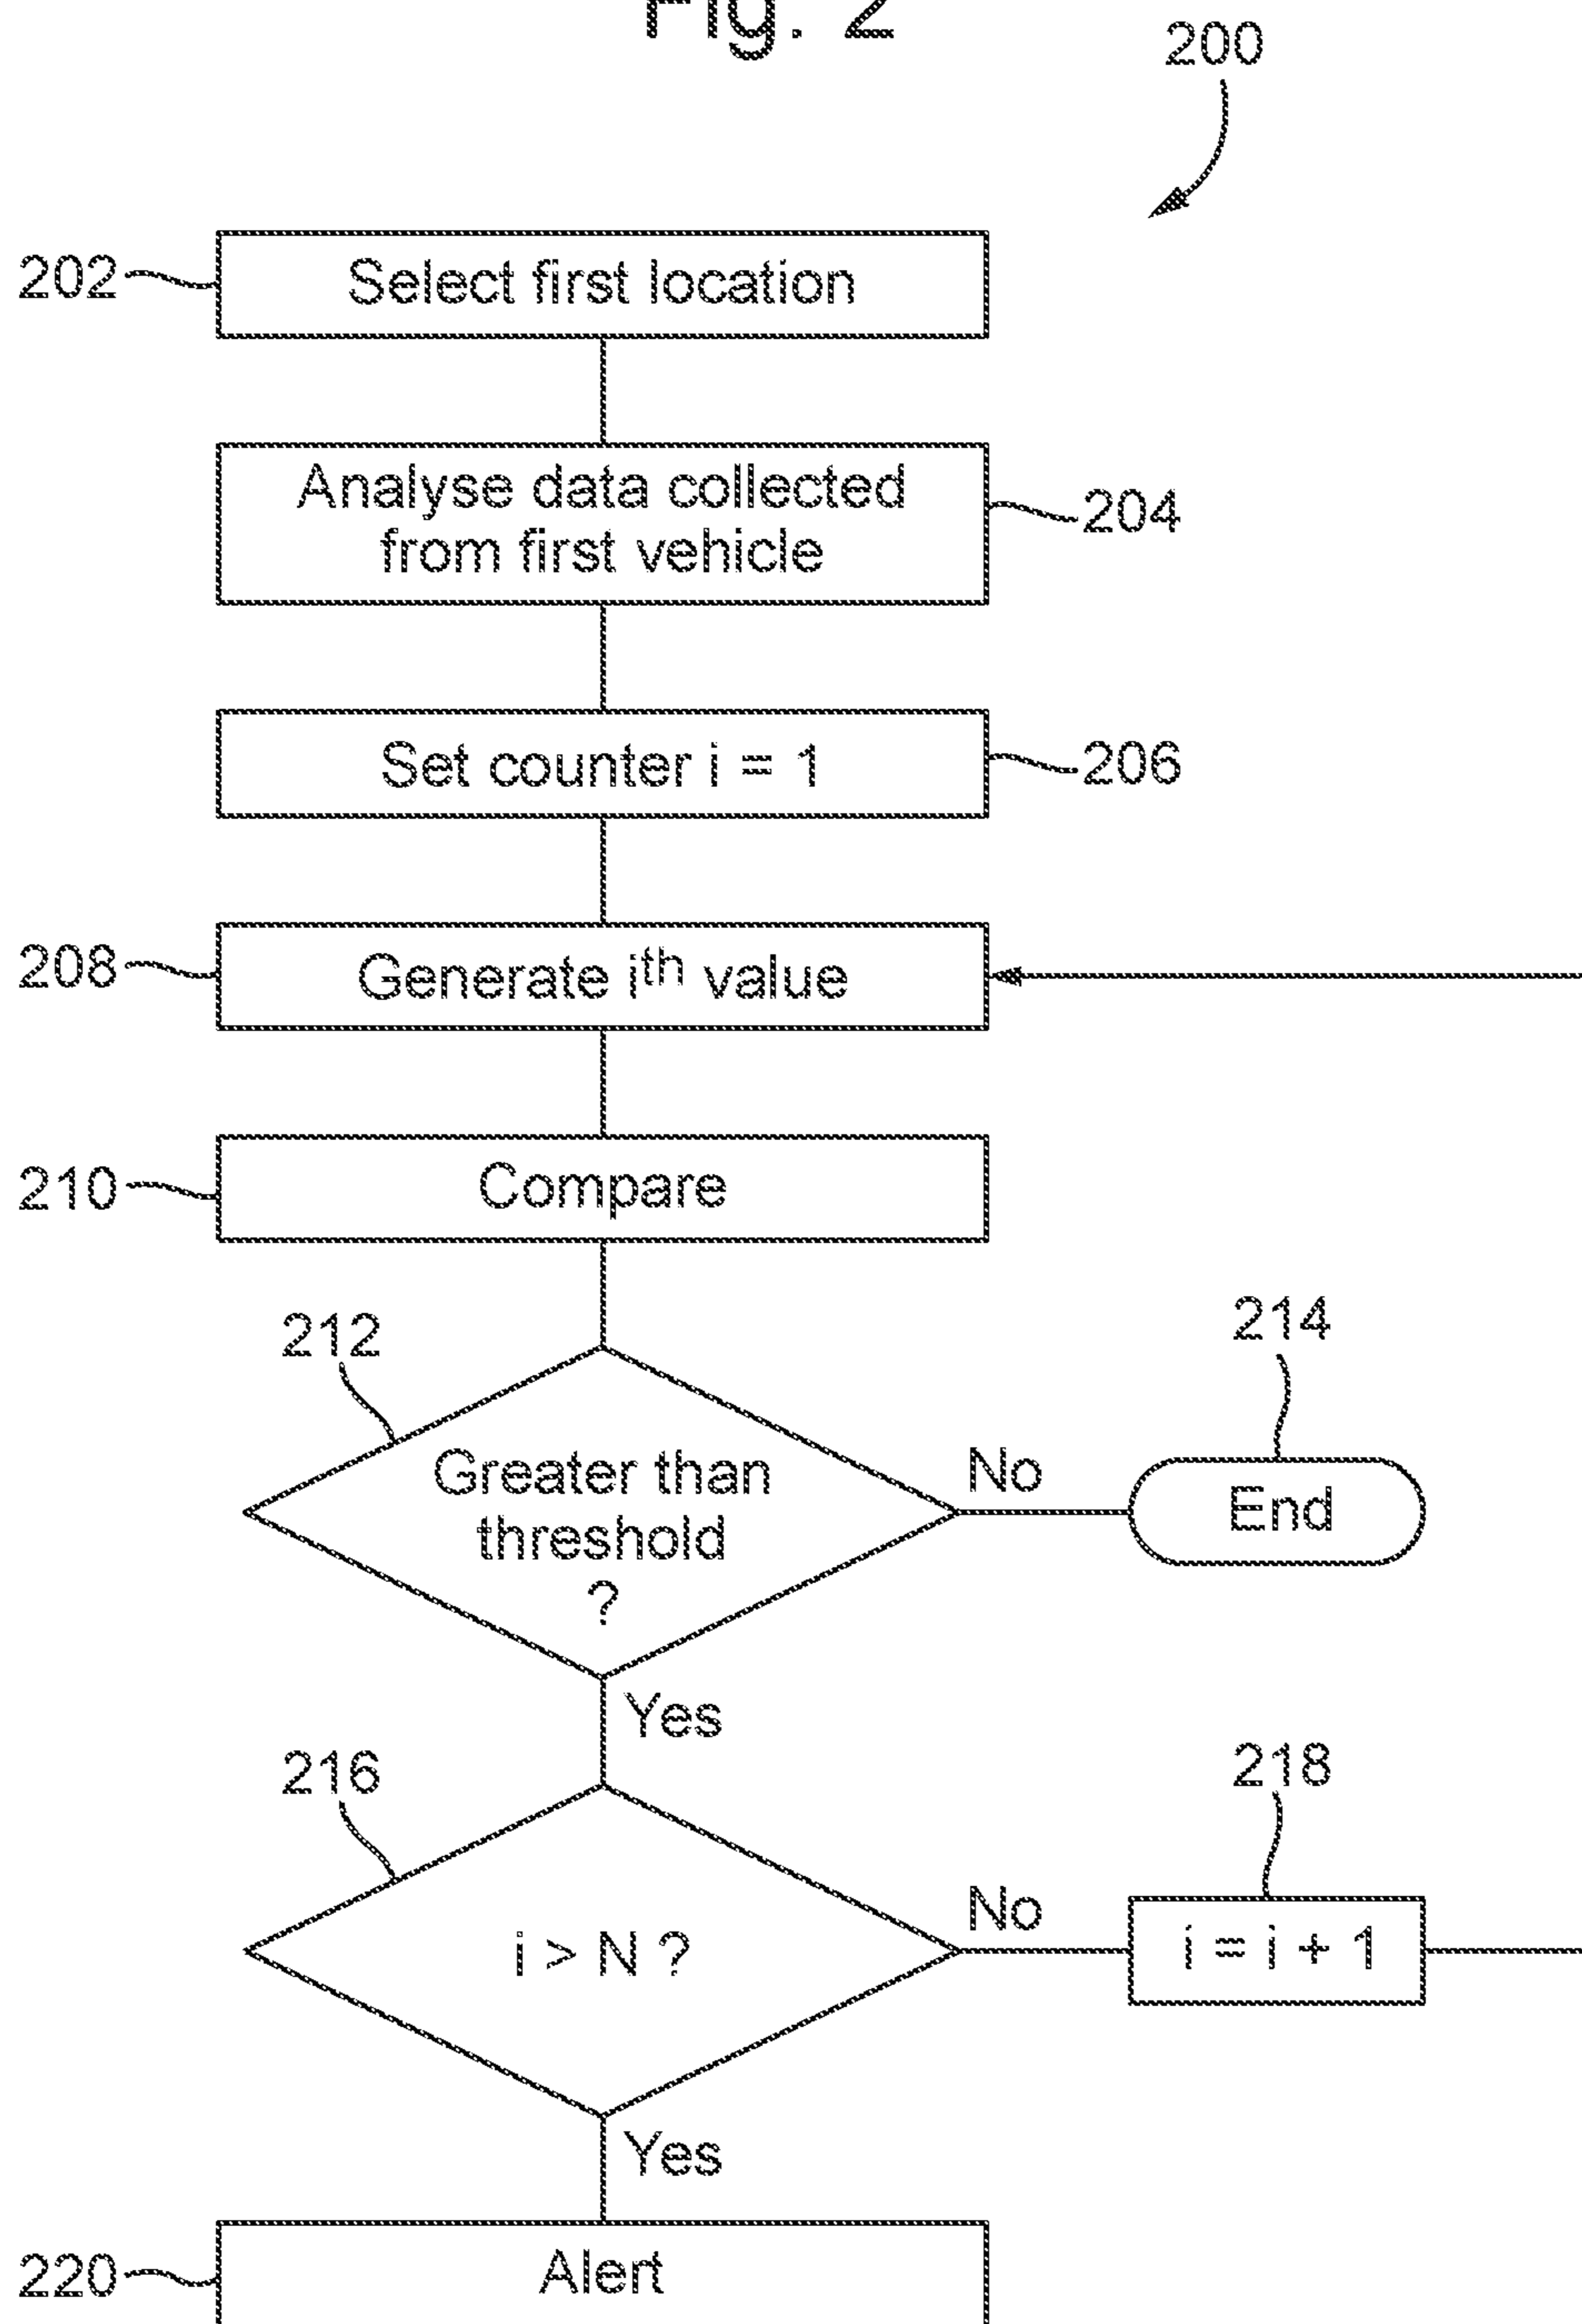 Fig. 2
200
202
Select first location
Analyse data collected
from first vehicle
204
Set counter i = 1
206
208
Generate ith value
210
Compare
212
214
Greater than
threshold
?
No
End
Yes
216
218
i > N ?
No
i = i + 1
Yes
220
Alert